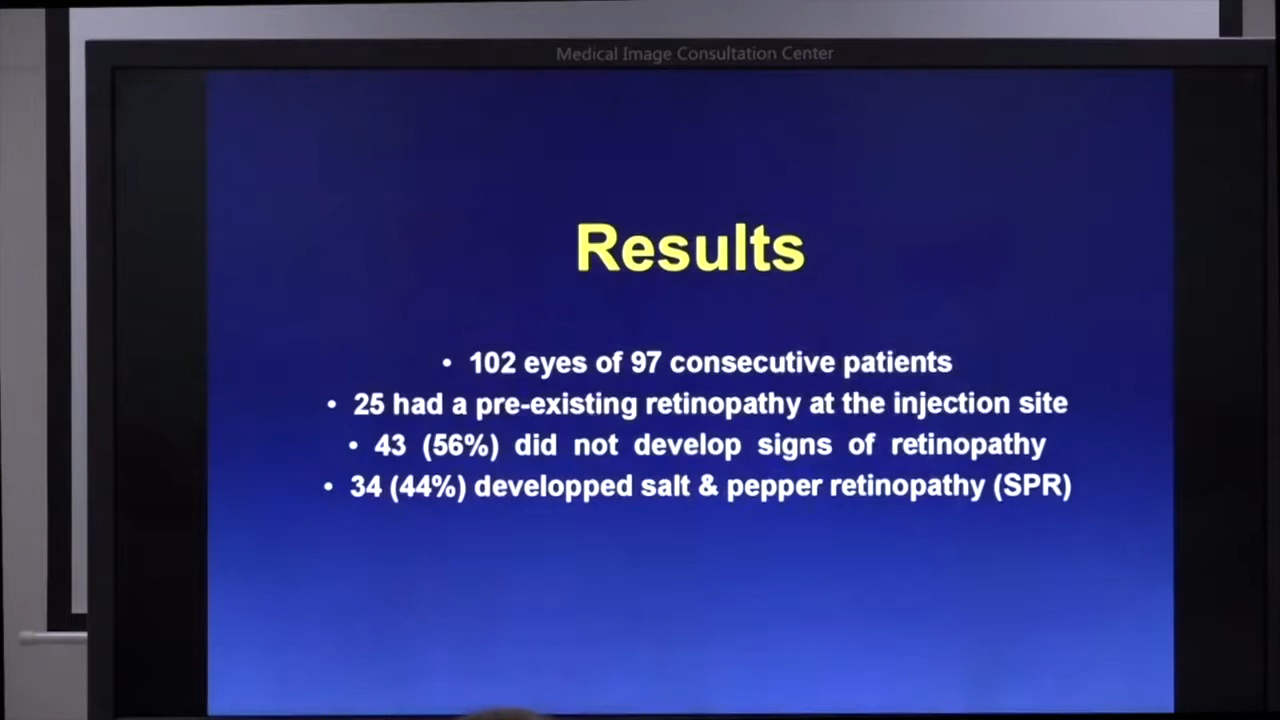 Medical Image Consultation Center
Results
• 102 eyes of 97 consecutive patients
• 25 had a pre-existing retinopathy at the injection site
• 43 (56%) did not develop signs of retinopathy
• 34 (44%) developped salt & pepper retinopathy (SPR)